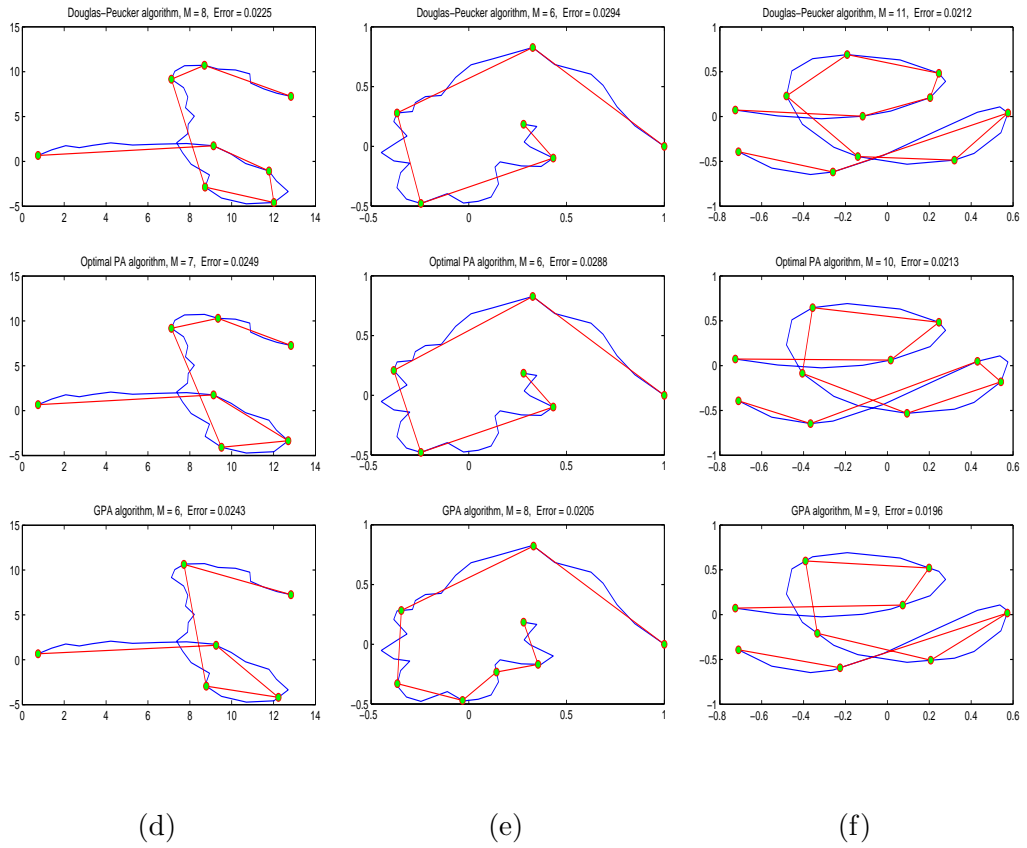 Douglas−Peucker algorithm, M = 8,  Error = 0.0225
15
10
5
0
−5
0 2 4 6 8 10 12 14
Douglas−Peucker algorithm, M = 6,  Error = 0.0294
1
0.5
0
−0.5
−0.5 0 0.5 1
Douglas−Peucker algorithm, M = 11,  Error = 0.0212
1
0.5
0
−0.5
−1
−0.8 −0.6 −0.4 −0.2 0 0.2 0.4 0.6
Optimal PA algorithm, M = 7,  Error = 0.0249
15
10
5
0
−5
0 2 4 6 8 10 12 14
Optimal PA algorithm, M = 6,  Error = 0.0288
1
0.5
0
−0.5
−0.5 0 0.5 1
Optimal PA algorithm, M = 10,  Error = 0.0213
1
0.5
0
−0.5
−1
−0.8 −0.6 −0.4 −0.2 0 0.2 0.4 0.6
GPA algorithm, M = 6,  Error = 0.0243
15
10
5
0
−5
0 2 4 6 8 10 12 14
GPA algorithm, M = 8,  Error = 0.0205
1
0.5
0
−0.5
−0.5 0 0.5 1
GPA algorithm, M = 9,  Error = 0.0196
1
0.5
0
−0.5
−1
−0.8 −0.6 −0.4 −0.2 0 0.2 0.4 0.6
(d) (e) (f)